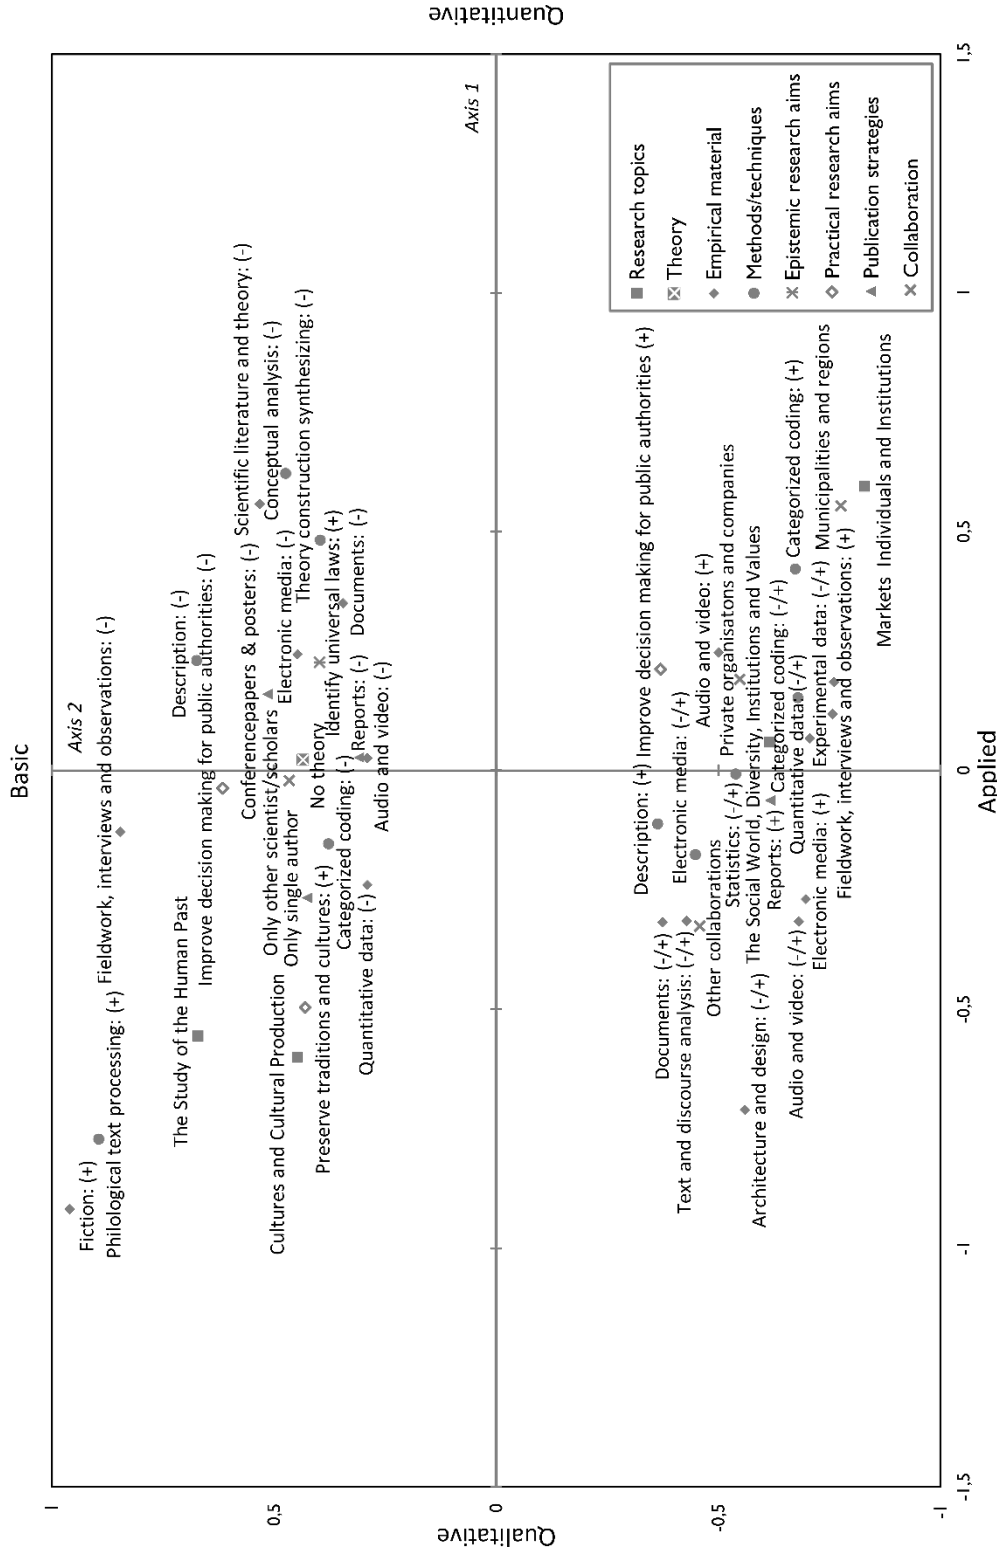 Basic
Axis 2
Fiction: (+)
Philological text processing: (+)
Fieldwork, interviews and observations: (-)
The Study of the Human Past
Description: (-)
Improve decision making for public authorities: (-)
Scientific literature and theory: (-)
Conferencepapers & posters: (-)
Conceptual analysis: (-)
Only other scientist/scholars
Electronic media: (-)
Cultures and Cultural Production
Only single author
Theory construction synthesizing: (-)
No theory
Identify universal laws: (+)
Preserve traditions and cultures: (+)
Categorized coding: (-)
Reports: (-)
Documents: (-)
Quantitative data: (-)
Audio and video: (-)
Axis 1
Qualitative
Quantitative
Description: (+)
Improve decision making for public authorities (+)
Documents: (-/+)
Electronic media: (-/+)
Text and discourse analysis: (-/+)
Audio and video: (+)
Other collaborations
Statistics: (-/+)
Private organisatons and companies
The Social World, Diversity, Institutions and Values
Architecture and design: (-/+)
Reports: (+)
Categorized coding: (-/+)
Quantitative data: (-/+)
Categorized coding: (+)
Audio and video: (-/+)
Electronic media: (+)
Experimental data: (-/+)
Municipalities and regions
Fieldwork, interviews and observations: (+)
Markets Individuals and Institutions
Research topics
Theory
Empirical material
Methods/techniques
Epistemic research aims
Practical research aims
Publication strategies
Collaboration
1
0,5
0
-0,5
-1
-1,5
-1
-0,5
0
0,5
1
1,5
Applied